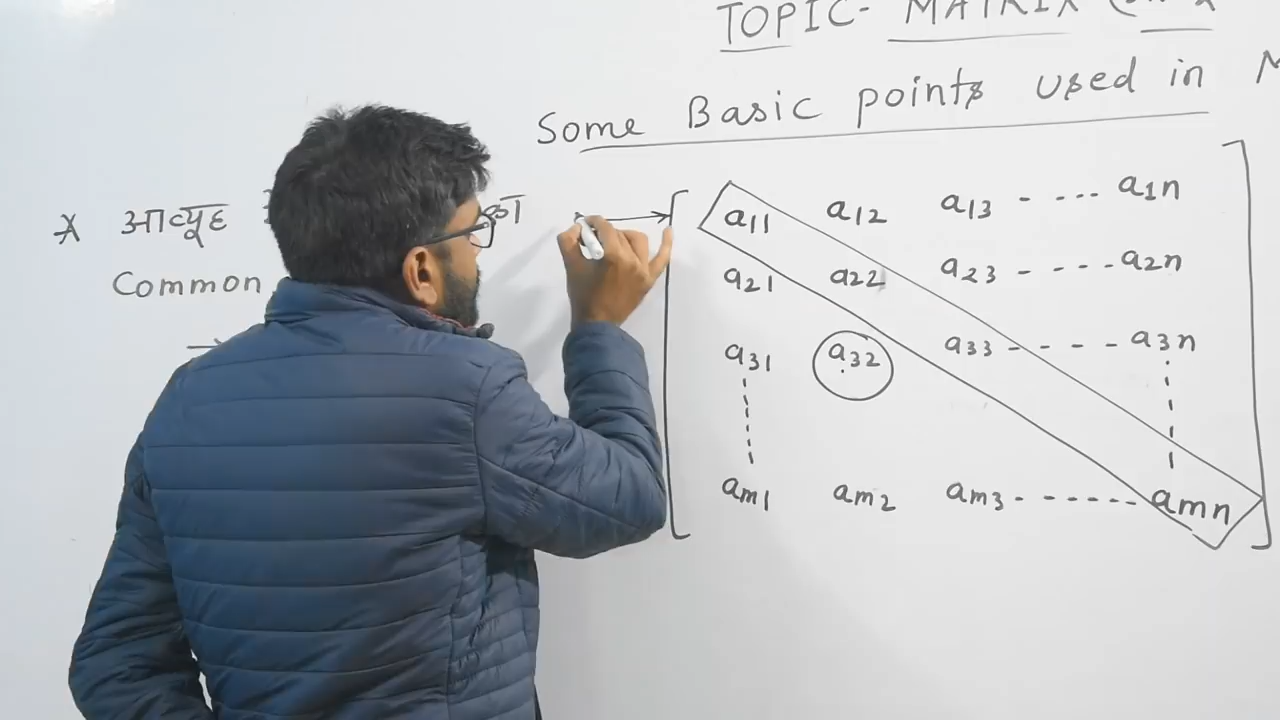 TOPIC- MATRIX
Some Basic points used in M
* आव्यूह का
Common
a11 a12 a13 - - - - - a1n
a21 a22 a23 - - - - - a2n
a31 a32 a33 - - - - - a3n
am1 am2 am3 - - - - - - - amn